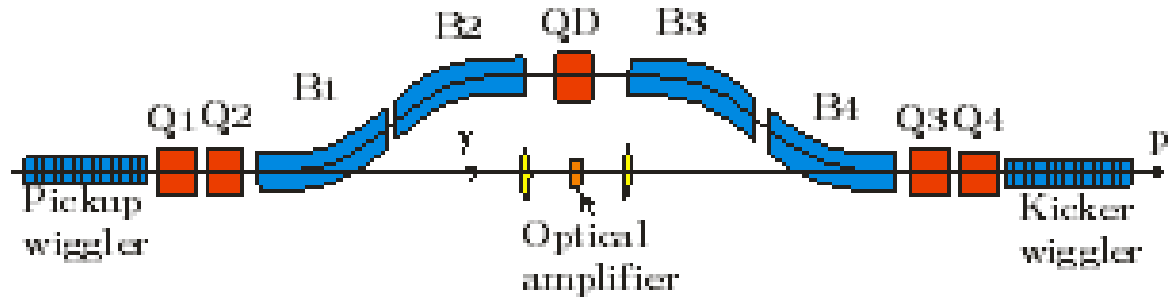 B2 QD B3
B1 B4
Q1 Q2 Q3 Q4
γ p
Pickup wiggler
Optical amplifier
Kicker wiggler